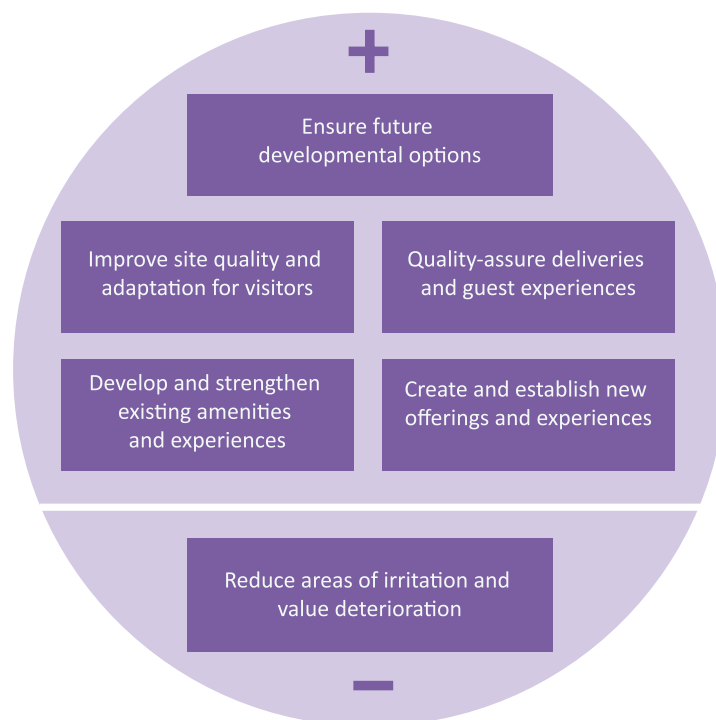 +
Ensure future
developmental options
Improve site quality and
adaptation for visitors
Quality-assure deliveries
and guest experiences
Develop and strengthen
existing amenities
and experiences
Create and establish new
offerings and experiences
Reduce areas of irritation and
value deterioration
–